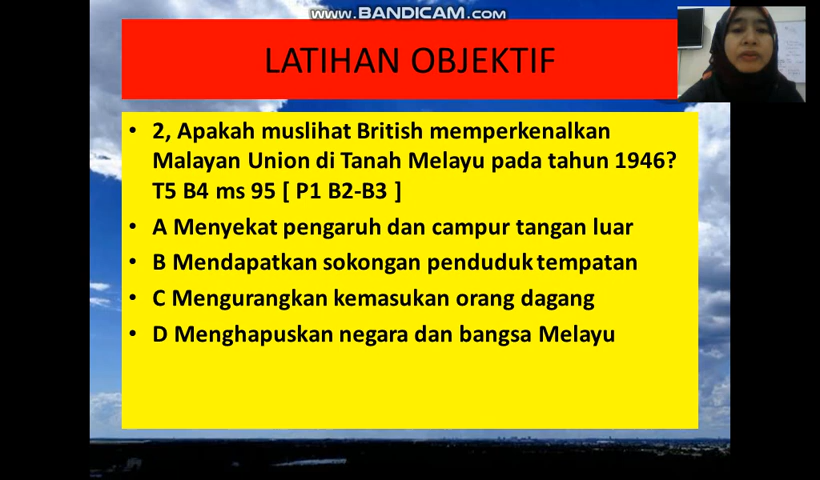 www.BANDICAM.com
LATIHAN OBJEKTIF
• 2, Apakah muslihat British memperkenalkan
Malayan Union di Tanah Melayu pada tahun 1946?
T5 B4 ms 95 [ P1 B2-B3 ]
• A Menyekat pengaruh dan campur tangan luar
• B Mendapatkan sokongan penduduk tempatan
• C Mengurangkan kemasukan orang dagang
• D Menghapuskan negara dan bangsa Melayu